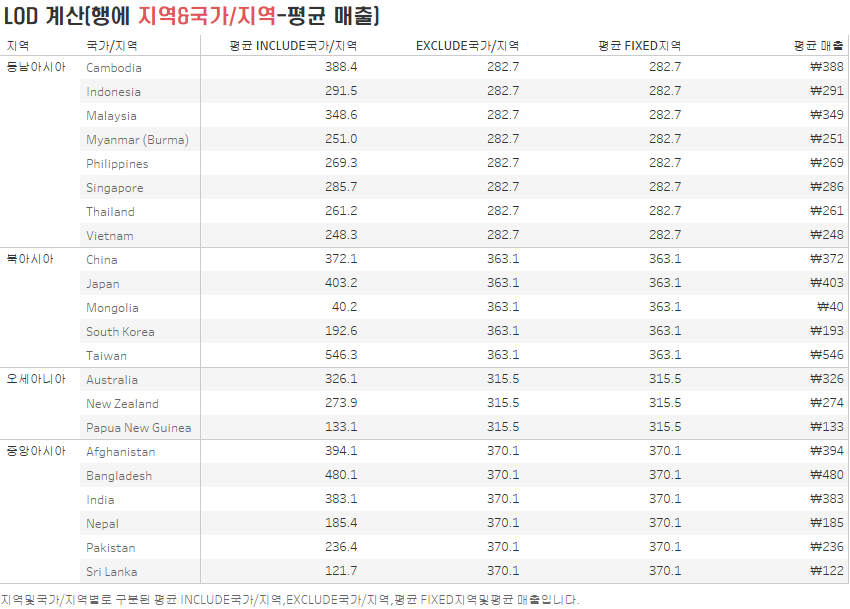 LOD 계산(행에 지역&국가/지역-평균 매출)
지역 국가/지역 평균 INCLUDE국가/지역 EXCLUDE국가/지역 평균 FIXED지역 평균 매출
동남아시아 Cambodia 388.4 282.7 282.7 ₩388
Indonesia 291.5 282.7 282.7 ₩291
Malaysia 348.6 282.7 282.7 ₩349
Myanmar (Burma) 251.0 282.7 282.7 ₩251
Philippines 269.3 282.7 282.7 ₩269
Singapore 285.7 282.7 282.7 ₩286
Thailand 261.2 282.7 282.7 ₩261
Vietnam 248.3 282.7 282.7 ₩248
북아시아 China 372.1 363.1 363.1 ₩372
Japan 403.2 363.1 363.1 ₩403
Mongolia 40.2 363.1 363.1 ₩40
South Korea 192.6 363.1 363.1 ₩193
Taiwan 546.3 363.1 363.1 ₩546
오세아니아 Australia 326.1 315.5 315.5 ₩326
New Zealand 273.9 315.5 315.5 ₩274
Papua New Guinea 133.1 315.5 315.5 ₩133
중앙아시아 Afghanistan 394.1 370.1 370.1 ₩394
Bangladesh 480.1 370.1 370.1 ₩480
India 383.1 370.1 370.1 ₩383
Nepal 185.4 370.1 370.1 ₩185
Pakistan 236.4 370.1 370.1 ₩236
Sri Lanka 121.7 370.1 370.1 ₩122
지역및국가/지역별로 구분된 평균 INCLUDE국가/지역,EXCLUDE국가/지역,평균 FIXED지역및평균 매출입니다.